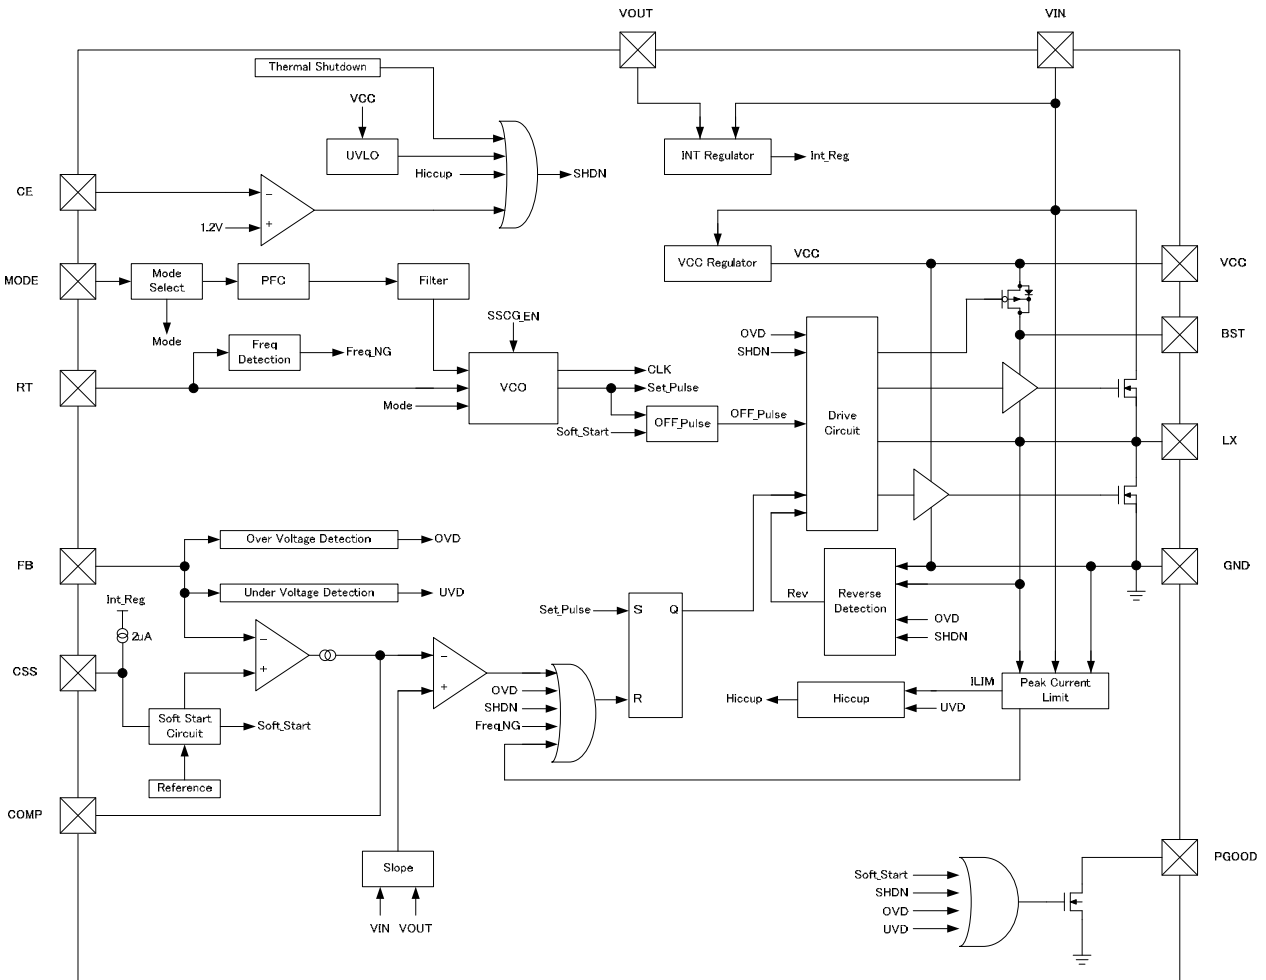 VOUT
VIN
Thermal Shutdown
VCC
UVLO
INT Regulator
Int_Reg
Hiccup
SHDN
CE
1.2V
VCC Regulator
VCC
VCC
MODE
Mode
Select
PFC
Filter
Mode
SSCG_EN
OVD
SHDN
BST
Freq
Detection
Freq_NG
RT
VCO
CLK
Set_Pulse
Mode
Soft_Start
OFF_Pulse
OFF_Pulse
Drive
Circuit
LX
Over Voltage Detection
OVD
FB
GND
Under Voltage Detection
UVD
Rev
Reverse
Detection
Int_Reg
2uA
Set_Pulse
S
Q
OVD
SHDN
CSS
OVD
SHDN
Freq_NG
R
Hiccup
Hiccup
ILIM
UVD
Peak Current
Limit
Soft Start
Circuit
Soft_Start
Reference
COMP
Slope
VIN
VOUT
PGOOD
Soft_Start
SHDN
OVD
UVD